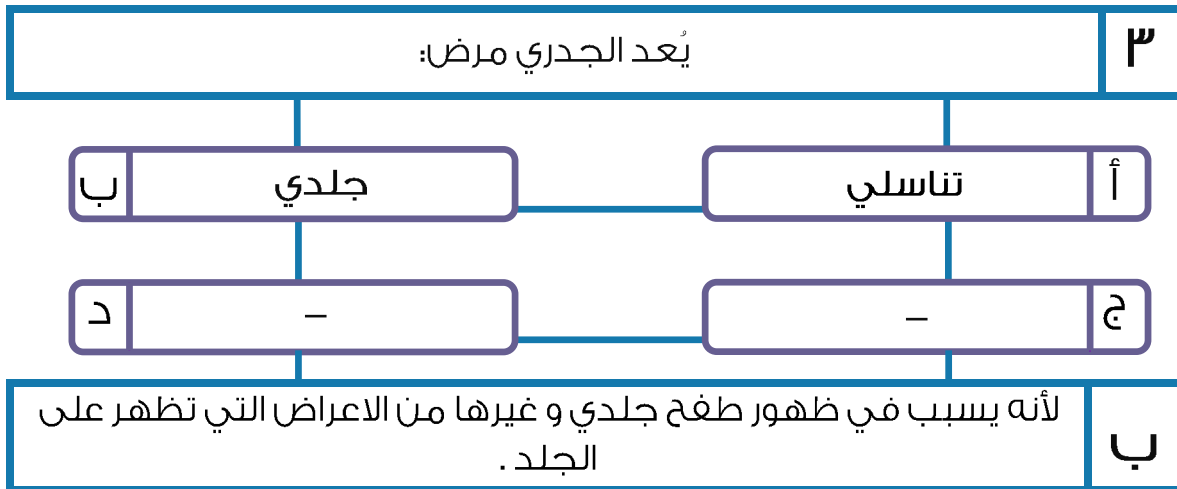 ٣ يُعد الجدري مرض:
أ تناسلي
ب جلدي
ج –
د –
ب لأنه يسبب في ظهور طفح جلدي و غيرها من الاعراض التي تظهر على
الجلد .